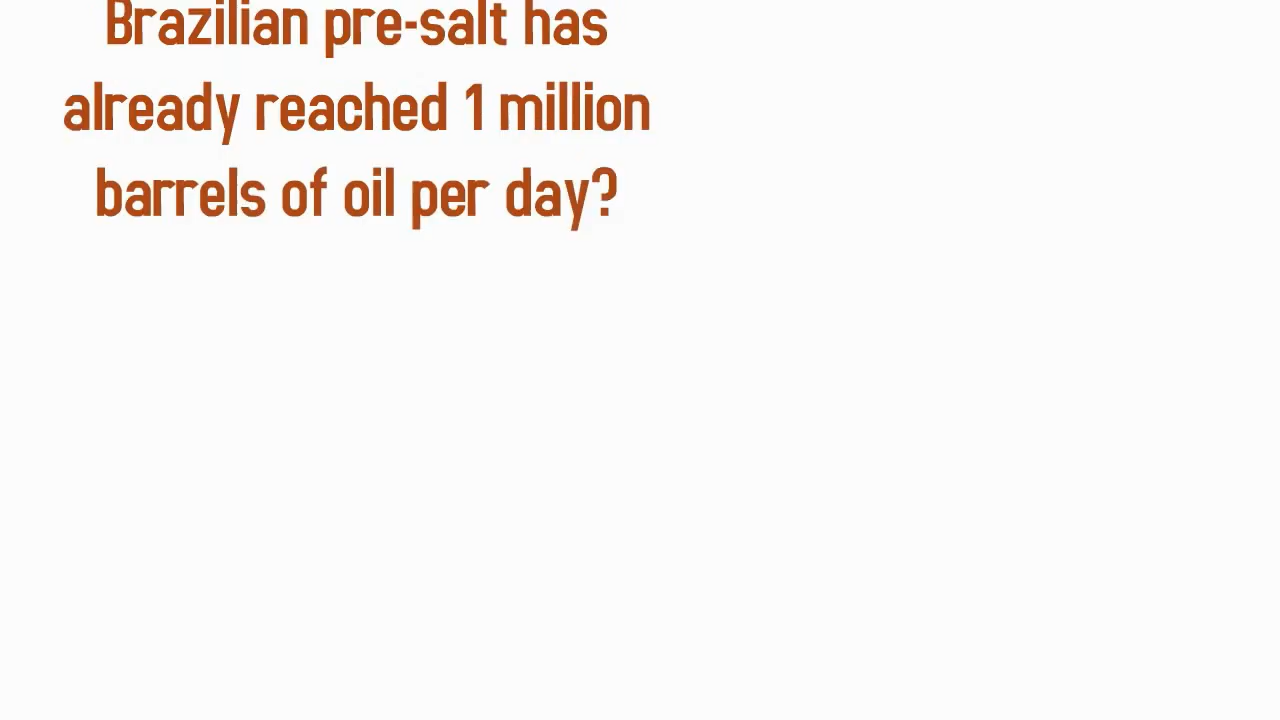 Brazilian pre-salt has
already reached 1 million
barrels of oil per day?